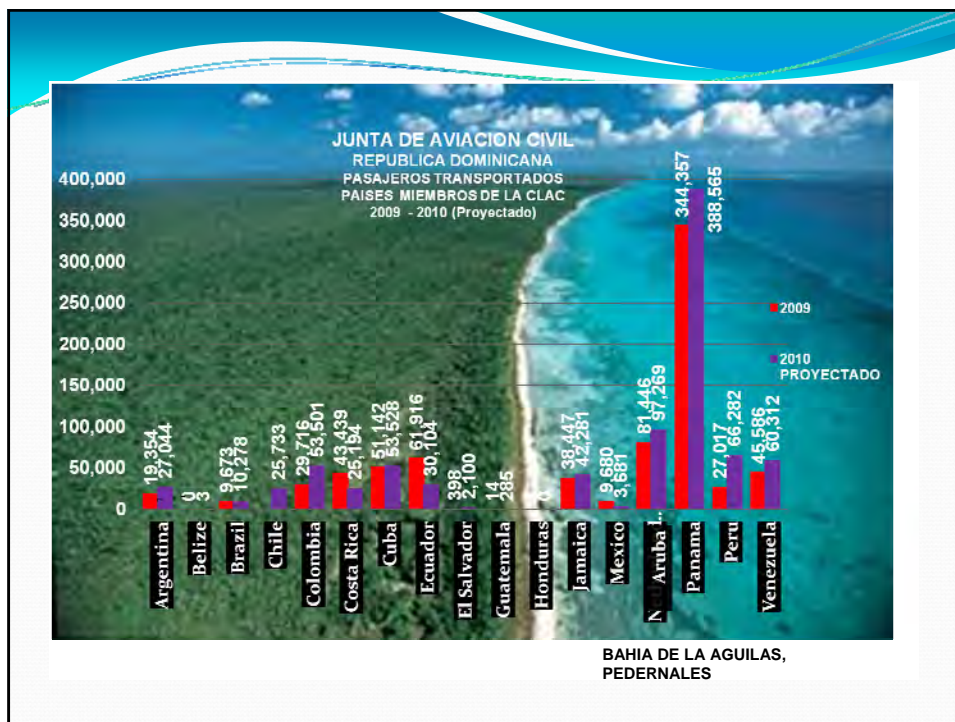 JUNTA DE AVIACION CIVIL
REPUBLICA DOMINICANA
PASAJEROS TRANSPORTADOS
PAISES MIEMBROS DE LA CLAC
2009 - 2010 (Proyectado)
400,000
350,000
300,000
250,000
200,000
150,000
100,000
50,000
0
19,354
27,044
0
3
9,673
10,278
25,733
29,716
53,501
43,439
25,194
51,142
53,528
61,916
30,104
398
2,100
14
285
0
38,447
42,281
9,680
3,681
81,446
97,269
344,357
388,565
27,017
66,282
45,586
60,312
Argentina
Belize
Brazil
Chile
Colombia
Costa Rica
Cuba
Ecuador
El Salvador
Guatemala
Honduras
Jamaica
Mexico
Aruba
Panama
Peru
Venezuela
2009
2010
PROYECTADO
BAHIA DE LA AGUILAS,
PEDERNALES